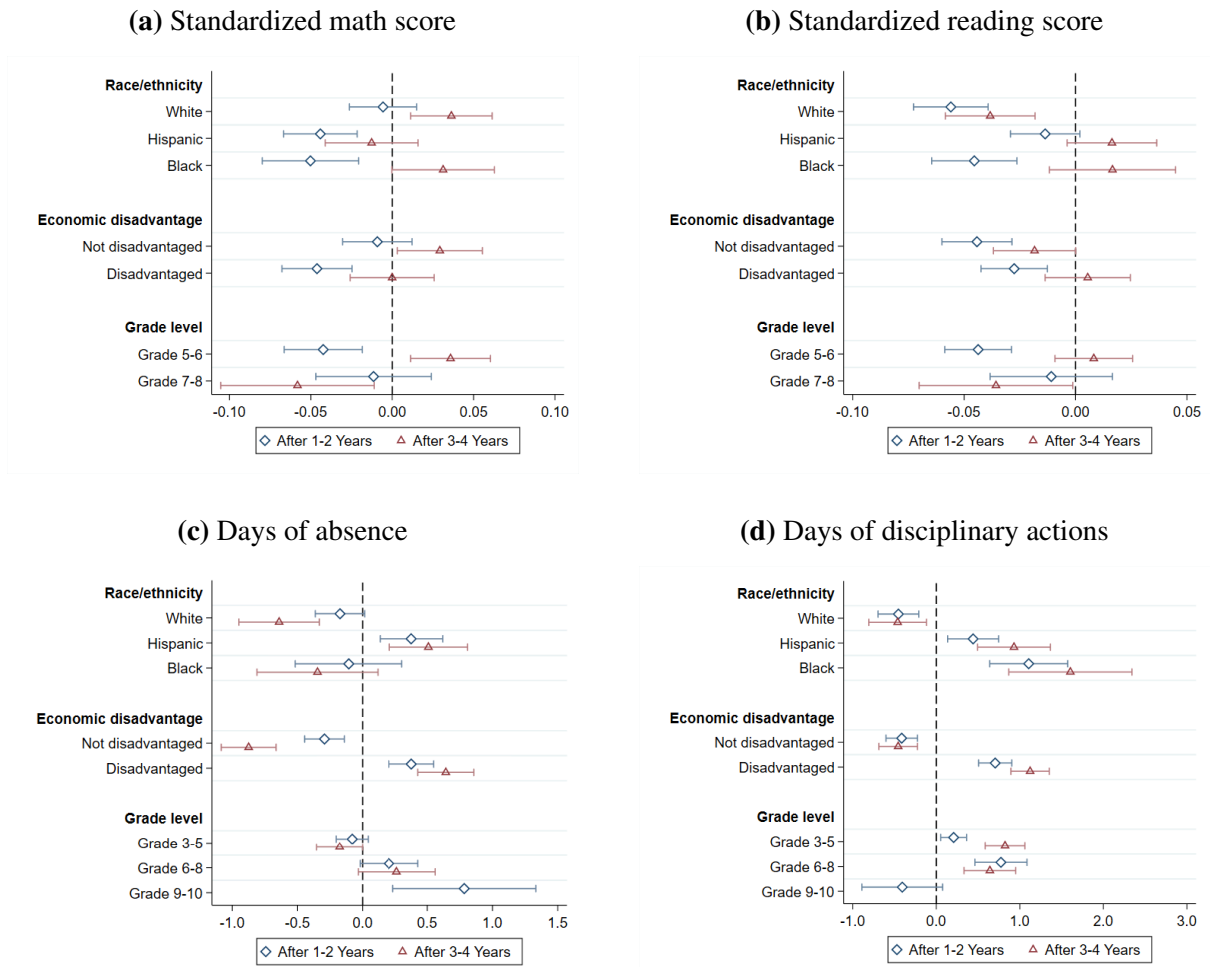 (a) Standardized math score
Race/ethnicity
White
Hispanic
Black
Economic disadvantage
Not disadvantaged
Disadvantaged
Grade level
Grade 5-6
Grade 7-8
-0.10 -0.05 0.00 0.05 0.10
After 1-2 Years After 3-4 Years
(b) Standardized reading score
Race/ethnicity
White
Hispanic
Black
Economic disadvantage
Not disadvantaged
Disadvantaged
Grade level
Grade 5-6
Grade 7-8
-0.10 -0.05 0.00 0.05
After 1-2 Years After 3-4 Years
(c) Days of absence
Race/ethnicity
White
Hispanic
Black
Economic disadvantage
Not disadvantaged
Disadvantaged
Grade level
Grade 3-5
Grade 6-8
Grade 9-10
-1.0 -0.5 0.0 0.5 1.0 1.5
After 1-2 Years After 3-4 Years
(d) Days of disciplinary actions
Race/ethnicity
White
Hispanic
Black
Economic disadvantage
Not disadvantaged
Disadvantaged
Grade level
Grade 3-5
Grade 6-8
Grade 9-10
-1.0 0.0 1.0 2.0 3.0
After 1-2 Years After 3-4 Years